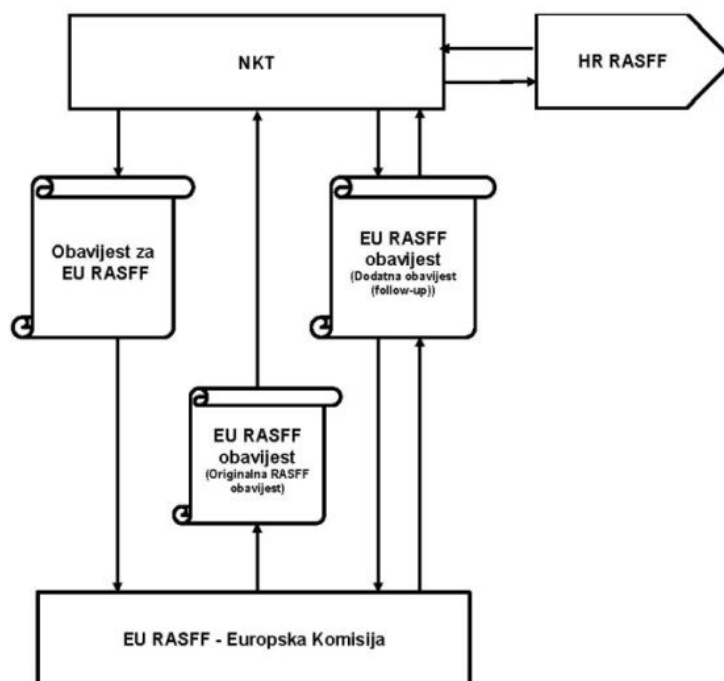 NKT
HR RASFF
Obavijest za
EU RASFF
EU RASFF
obavijest
(Dodatna obavijest
(follow-up))
EU RASFF
obavijest
(Originalna RASFF
obavijest)
EU RASFF - Europska Komisija